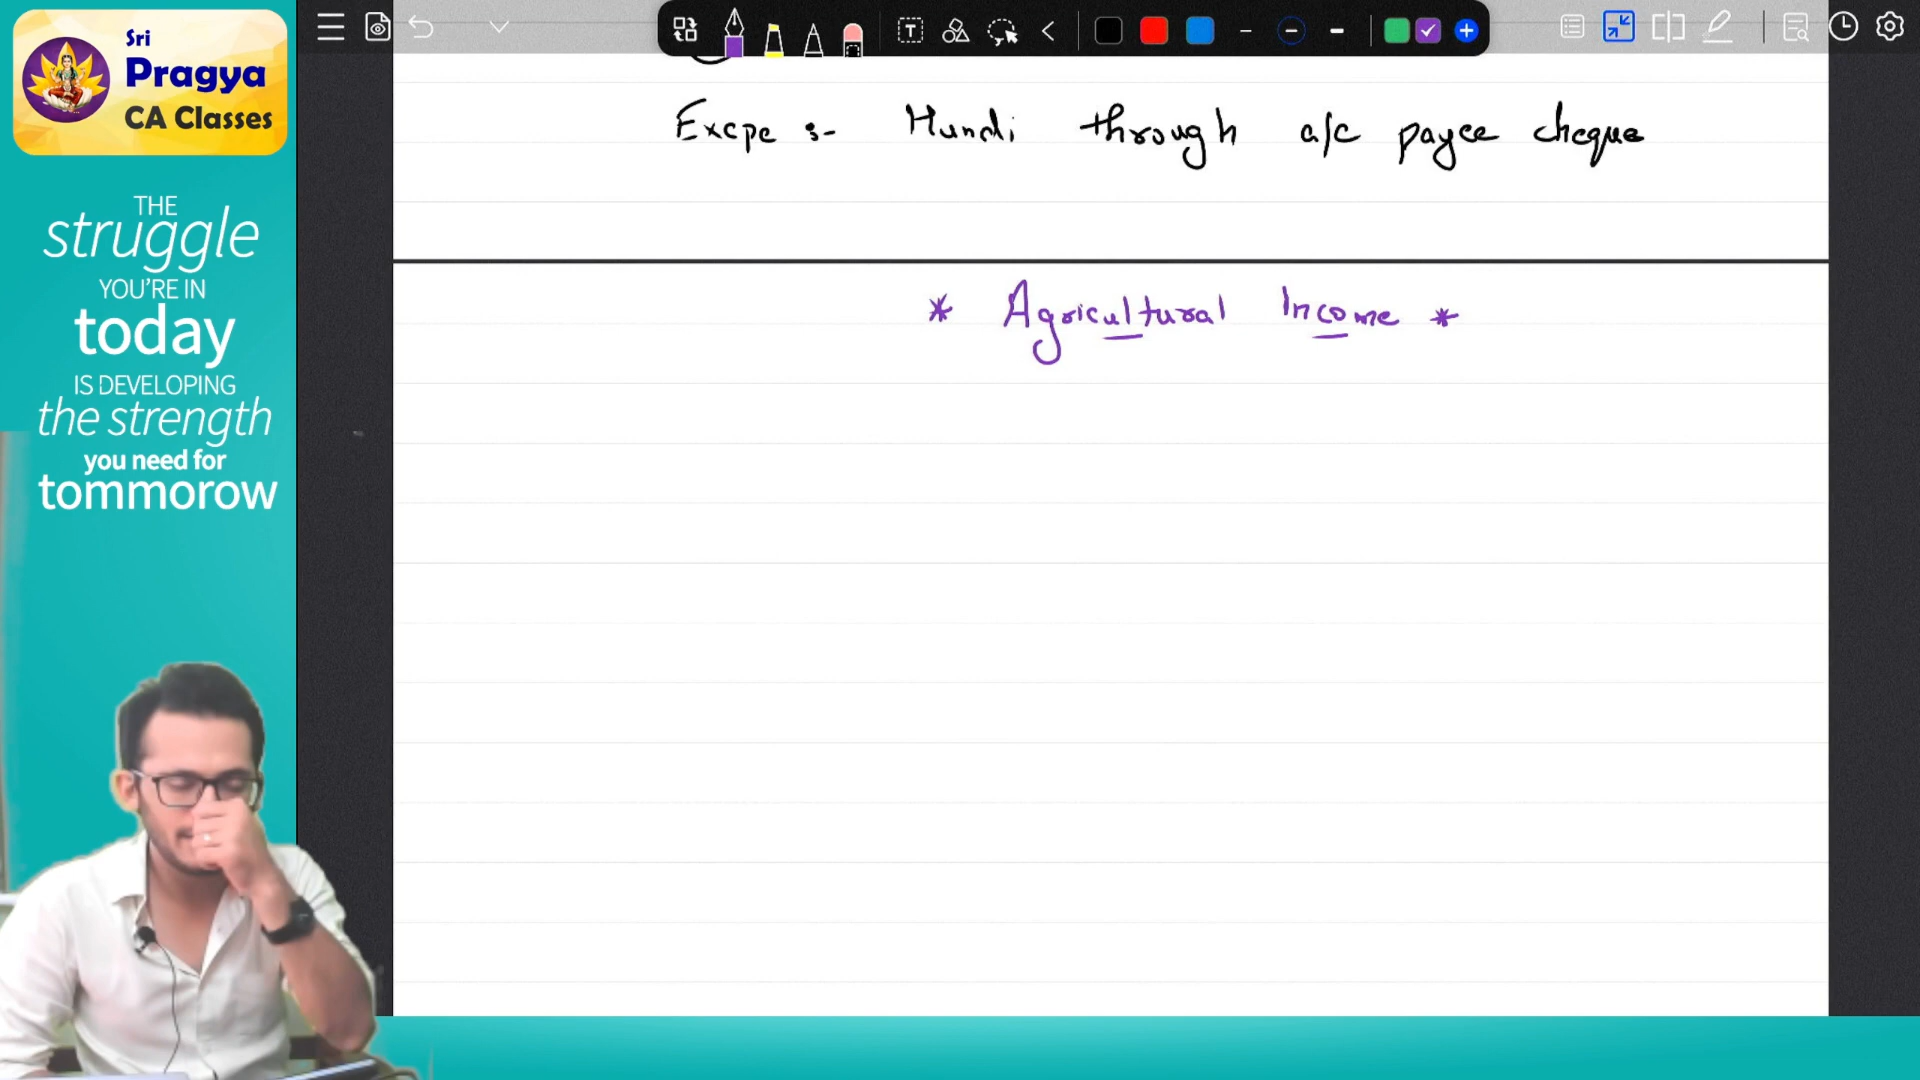 Sri
Pragya
CA Classes
THE
struggle
YOU'RE IN
today
IS DEVELOPING
the strength
you need for
tommorow
T
Excpe :- Hundi through a/c payee cheque
* Agricultural Income *